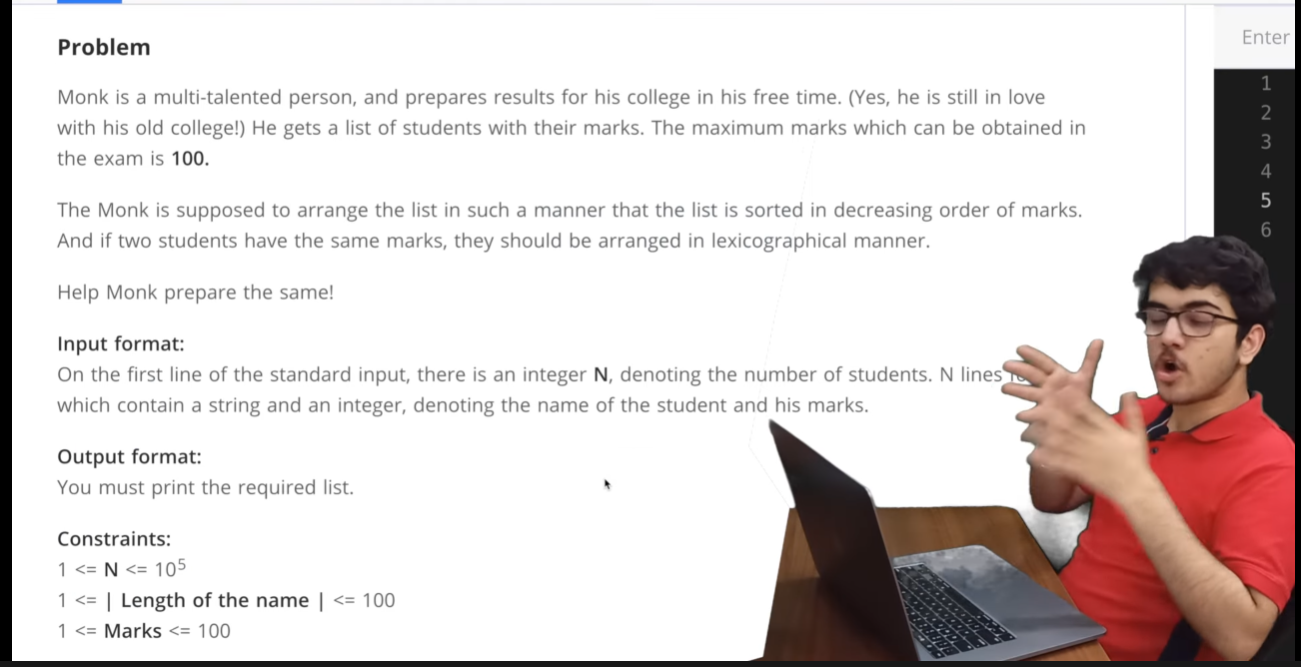 Problem
Enter
Monk is a multi-talented person, and prepares results for his college in his free time. (Yes, he is still in love
with his old college!) He gets a list of students with their marks. The maximum marks which can be obtained in
the exam is 100.
The Monk is supposed to arrange the list in such a manner that the list is sorted in decreasing order of marks.
And if two students have the same marks, they should be arranged in lexicographical manner.
Help Monk prepare the same!
Input format:
On the first line of the standard input, there is an integer N, denoting the number of students. N lines
which contain a string and an integer, denoting the name of the student and his marks.
Output format:
You must print the required list.
Constraints:
1 <= N <= 10⁵
1 <= | Length of the name | <= 100
1 <= Marks <= 100
1
2
3
4
5
6